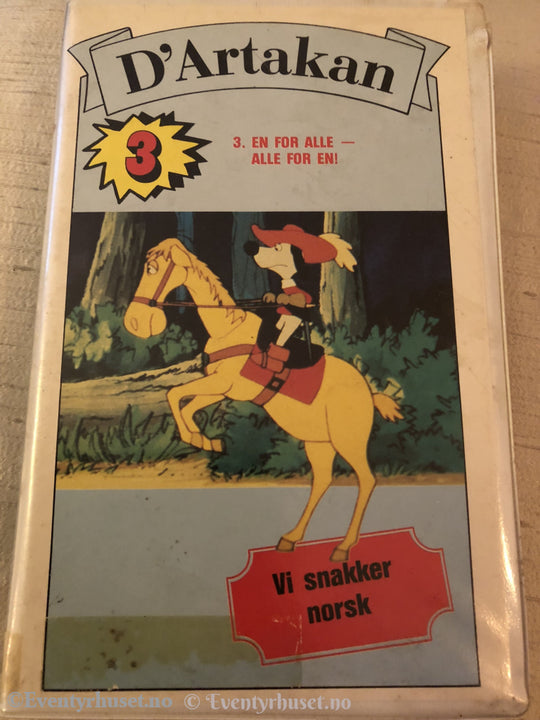 D'Artakan
3
3. EN FOR ALLE —
ALLE FOR EN!
Vi snakker
norsk
© Eventyrhuset.no © Eventyrhuset.no